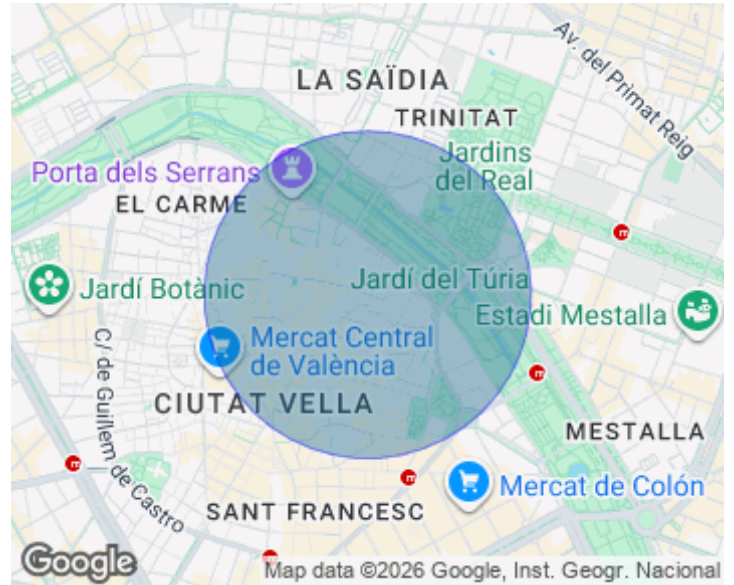 LA SAÏDIA
Av. del Primat Reig
TRINITAT
Jardins
del Real
Porta dels Serrans
EL CARME
Jardí Botànic
Jardí del Túria
Estadi Mestalla
Mercat Central
de València
C/ de Guillem de Castro
CIUTAT VELLA
MESTALLA
Mercat de Colón
SANT FRANCESC
Google
Map data ©2026 Google, Inst. Geogr. Nacional